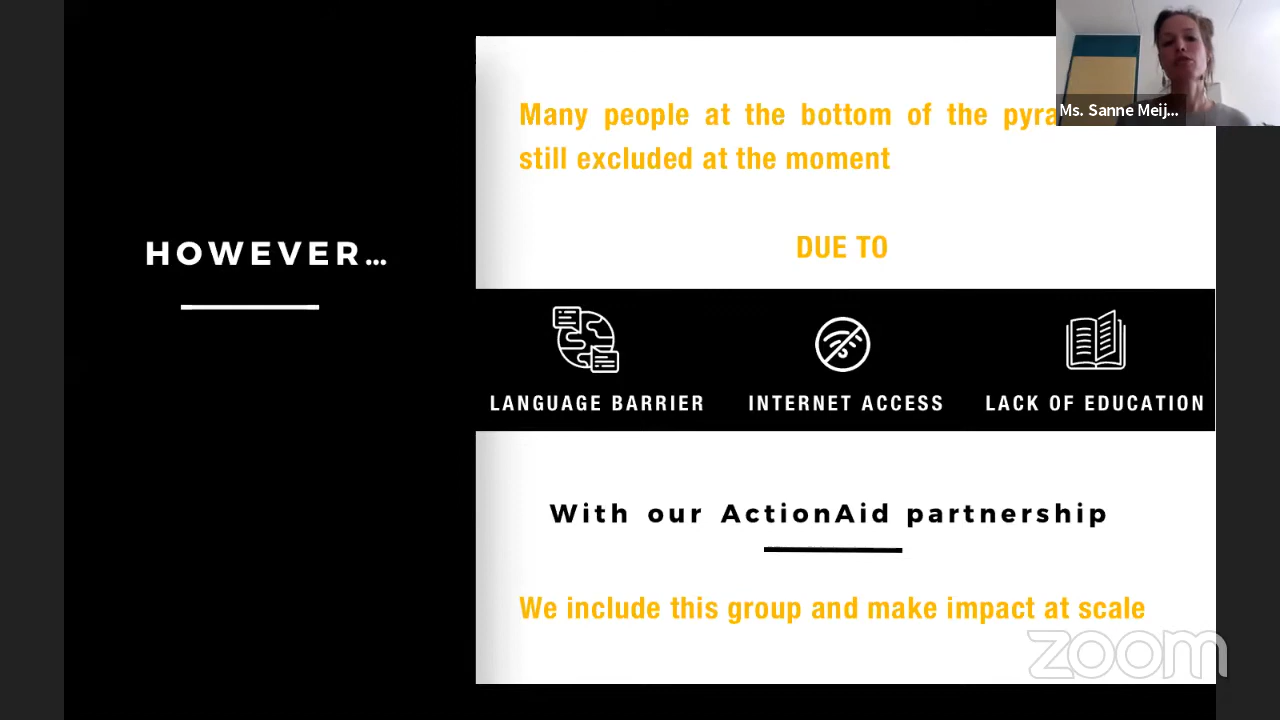 Many people at the bottom of the
still excluded at the moment
DUE TO
HOWEVER...
LANGUAGE BARRIER
INTERNET ACCESS
LACK OF EDUCATION
With our ActionAid partnership
We include this group and make impact at scale
Ms. Sanne Meij...
zoom